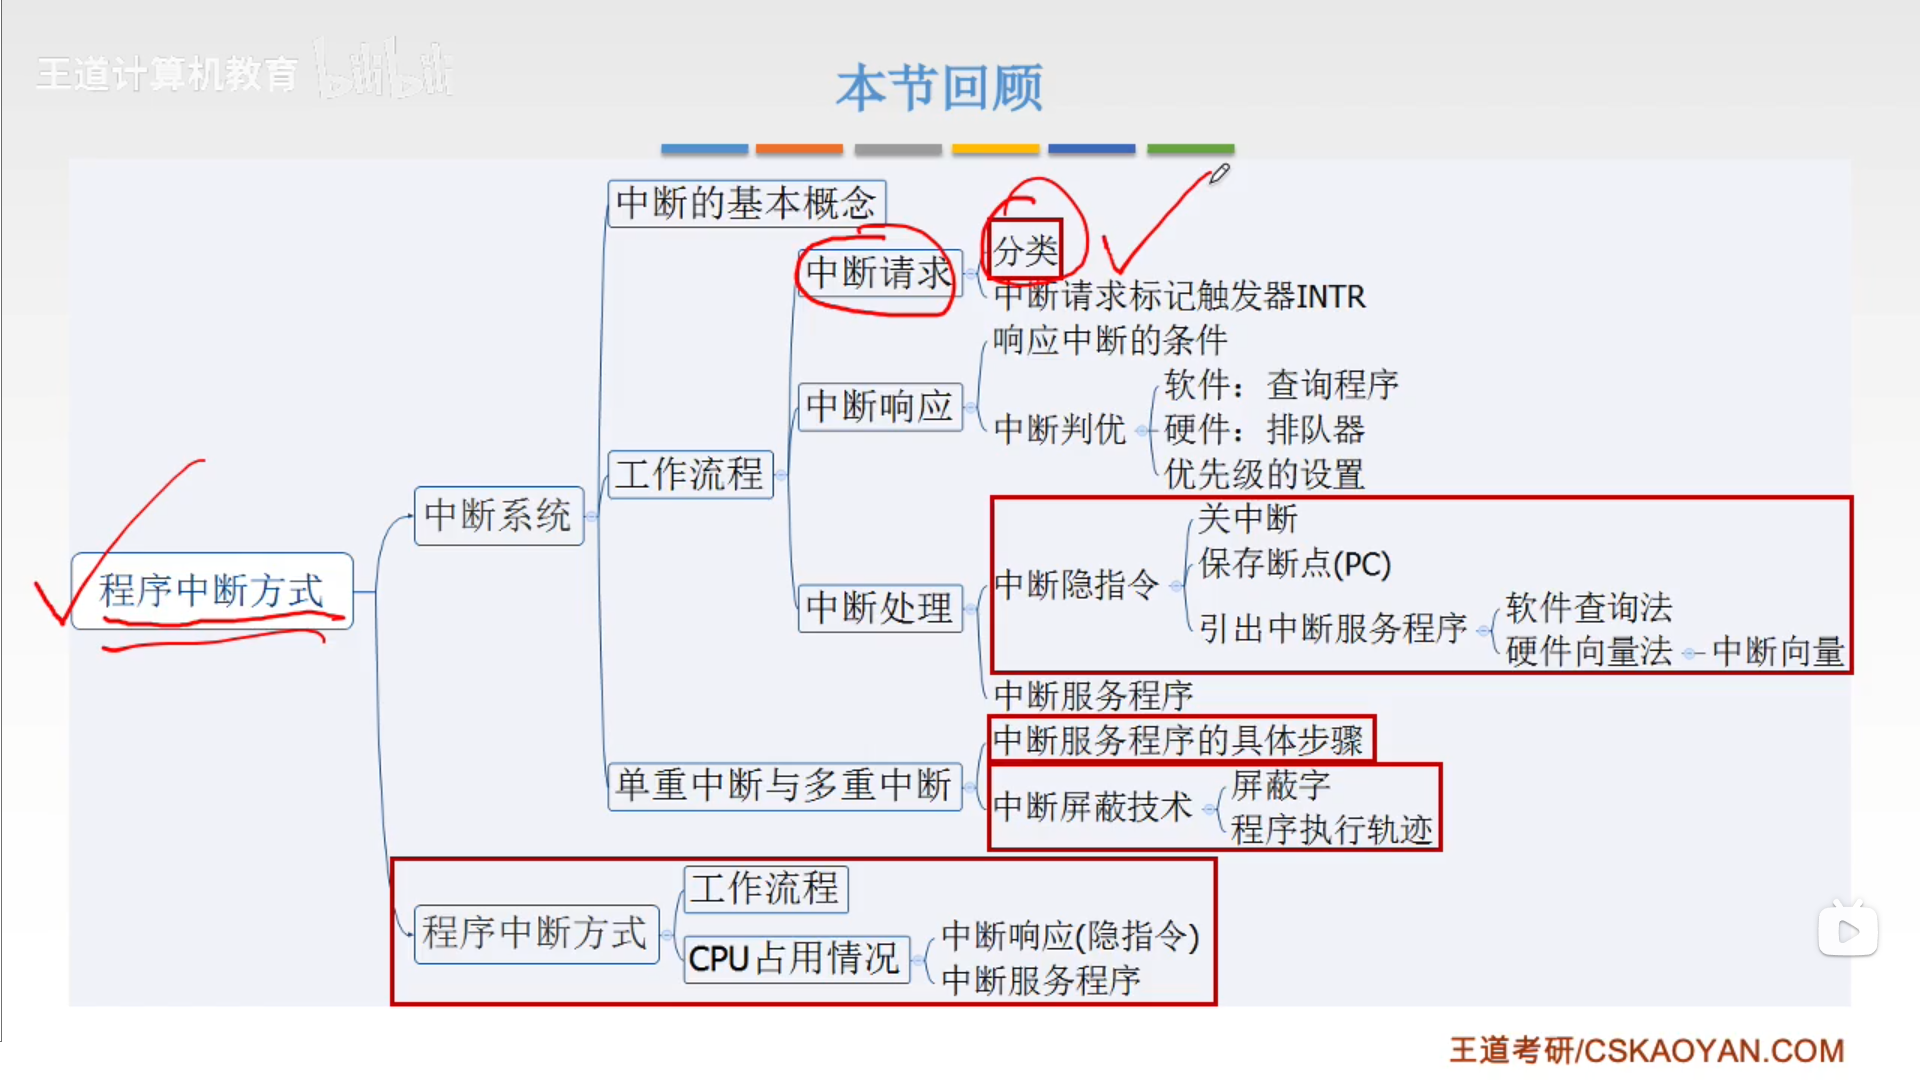 王道计算机教育 bilibili
本节回顾
中断的基本概念
分类
中断请求
中断请求标记触发器INTR
响应中断的条件
软件：查询程序
中断响应
中断判优
硬件：排队器
优先级的设置
工作流程
中断系统
关中断
保存断点(PC)
中断隐指令
程序中断方式
中断处理
引出中断服务程序
软件查询法
硬件向量法
中断向量
中断服务程序
中断服务程序的具体步骤
单重中断与多重中断
屏蔽字
中断屏蔽技术
程序执行轨迹
工作流程
程序中断方式
中断响应(隐指令)
CPU占用情况
中断服务程序
王道考研/CSKAOYAN.COM